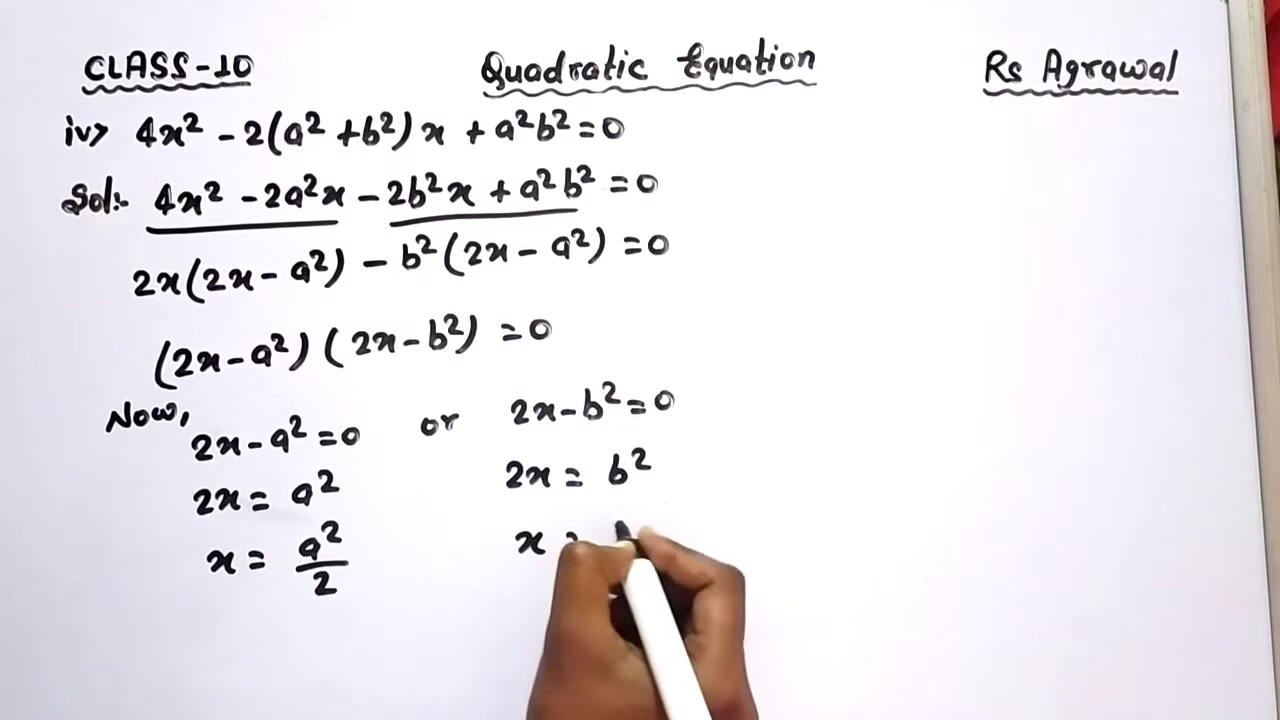 CLASS-10 Quadratic Equation Rs Agrawal
iv> 4x² - 2(a² + b²)x + a²b² = 0
Sol:- 4x² - 2a²x - 2b²x + a²b² = 0
2x(2x - a²) - b²(2x - a²) = 0
(2x - a²)(2x - b²) = 0
Now,
2x - a² = 0 or 2x - b² = 0
2x = a² 2x = b²
x = a²/2 x =